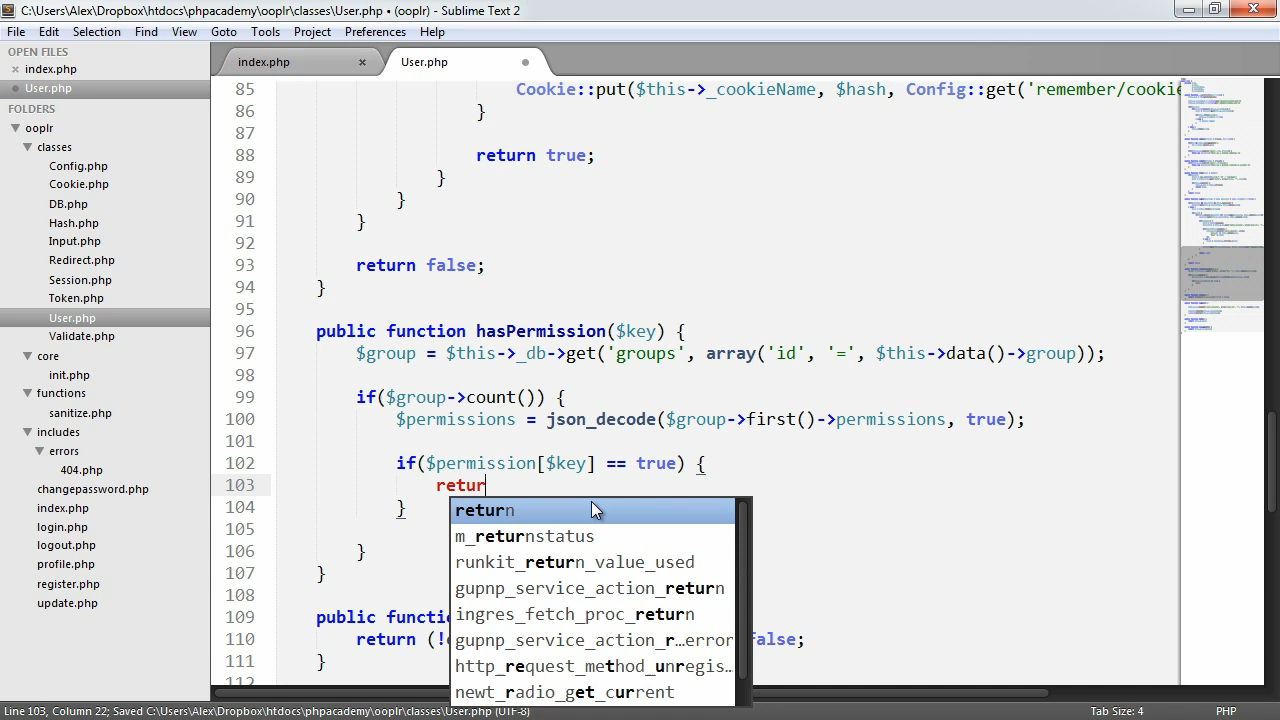 C:\Users\Alex\Dropbox\htdocs\phpacademy\ooplr\classes\User.php • (ooplr) - Sublime Text 2
File Edit Selection Find View Goto Tools Project Preferences Help
OPEN FILES
index.php
User.php
FOLDERS
ooplr
classes
Config.php
Cookie.php
DB.php
Hash.php
Input.php
Redirect.php
Session.php
Token.php
User.php
Validate.php
core
init.php
functions
sanitize.php
includes
errors
404.php
changepassword.php
index.php
login.php
logout.php
profile.php
register.php
update.php
index.php × User.php
85 Cookie::put($this->_cookieName, $hash, Config::get('remember/cookie
86 }
87
88 return true;
89 }
90 }
91 }
92
93 return false;
94 }
95
96 public function hasPermission($key) {
97 $group = $this->_db->get('groups', array('id', '=', $this->data()->group));
98
99 if($group->count()) {
100 $permissions = json_decode($group->first()->permissions, true);
101
102 if($permission[$key] == true) {
103 retur
104 }
105
106 }
107 }
108
109 public functi
110 return (! false;
111 }
112
return
m_returnstatus
runkit_return_value_used
gupnp_service_action_return
ingres_fetch_proc_return
gupnp_service_action_r…error
http_request_method_unregis…
newt_radio_get_current
Line 103, Column 22; Saved C:\Users\Alex\Dropbox\htdocs\phpacademy\ooplr\classes\User.php (UTF-8)
Tab Size: 4 PHP